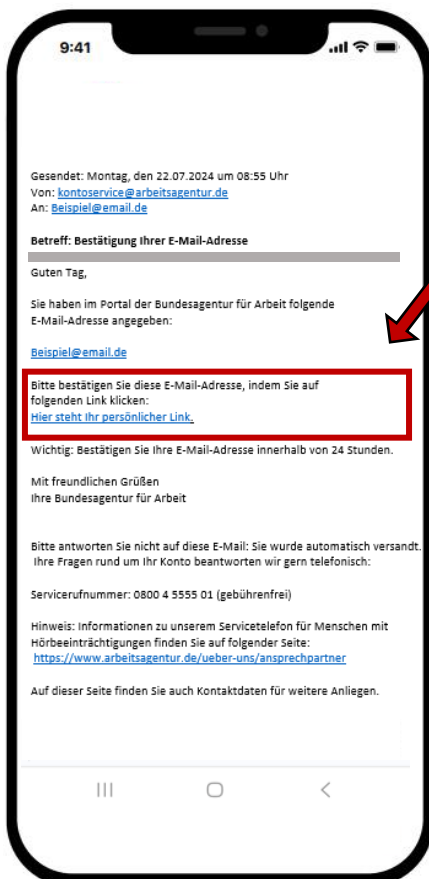 9:41
Gesendet: Montag, den 22.07.2024 um 08:55 Uhr
Von: kontoservice@arbeitsagentur.de
An: Beispiel@email.de
Betreff: Bestätigung Ihrer E-Mail-Adresse
Guten Tag,
Sie haben im Portal der Bundesagentur für Arbeit folgende
E-Mail-Adresse angegeben:
Beispiel@email.de
Bitte bestätigen Sie diese E-Mail-Adresse, indem Sie auf
folgenden Link klicken:
Hier steht Ihr persönlicher Link.
Wichtig: Bestätigen Sie Ihre E-Mail-Adresse innerhalb von 24 Stunden.
Mit freundlichen Grüßen
Ihre Bundesagentur für Arbeit
Bitte antworten Sie nicht auf diese E-Mail: Sie wurde automatisch versandt.
Ihre Fragen rund um Ihr Konto beantworten wir gern telefonisch:
Servicerufnummer: 0800 4 5555 01 (gebührenfrei)
Hinweis: Informationen zu unserem Servicetelefon für Menschen mit
Hörbeeinträchtigungen finden Sie auf folgender Seite:
https://www.arbeitsagentur.de/ueber-uns/ansprechpartner
Auf dieser Seite finden Sie auch Kontaktdaten für weitere Anliegen.